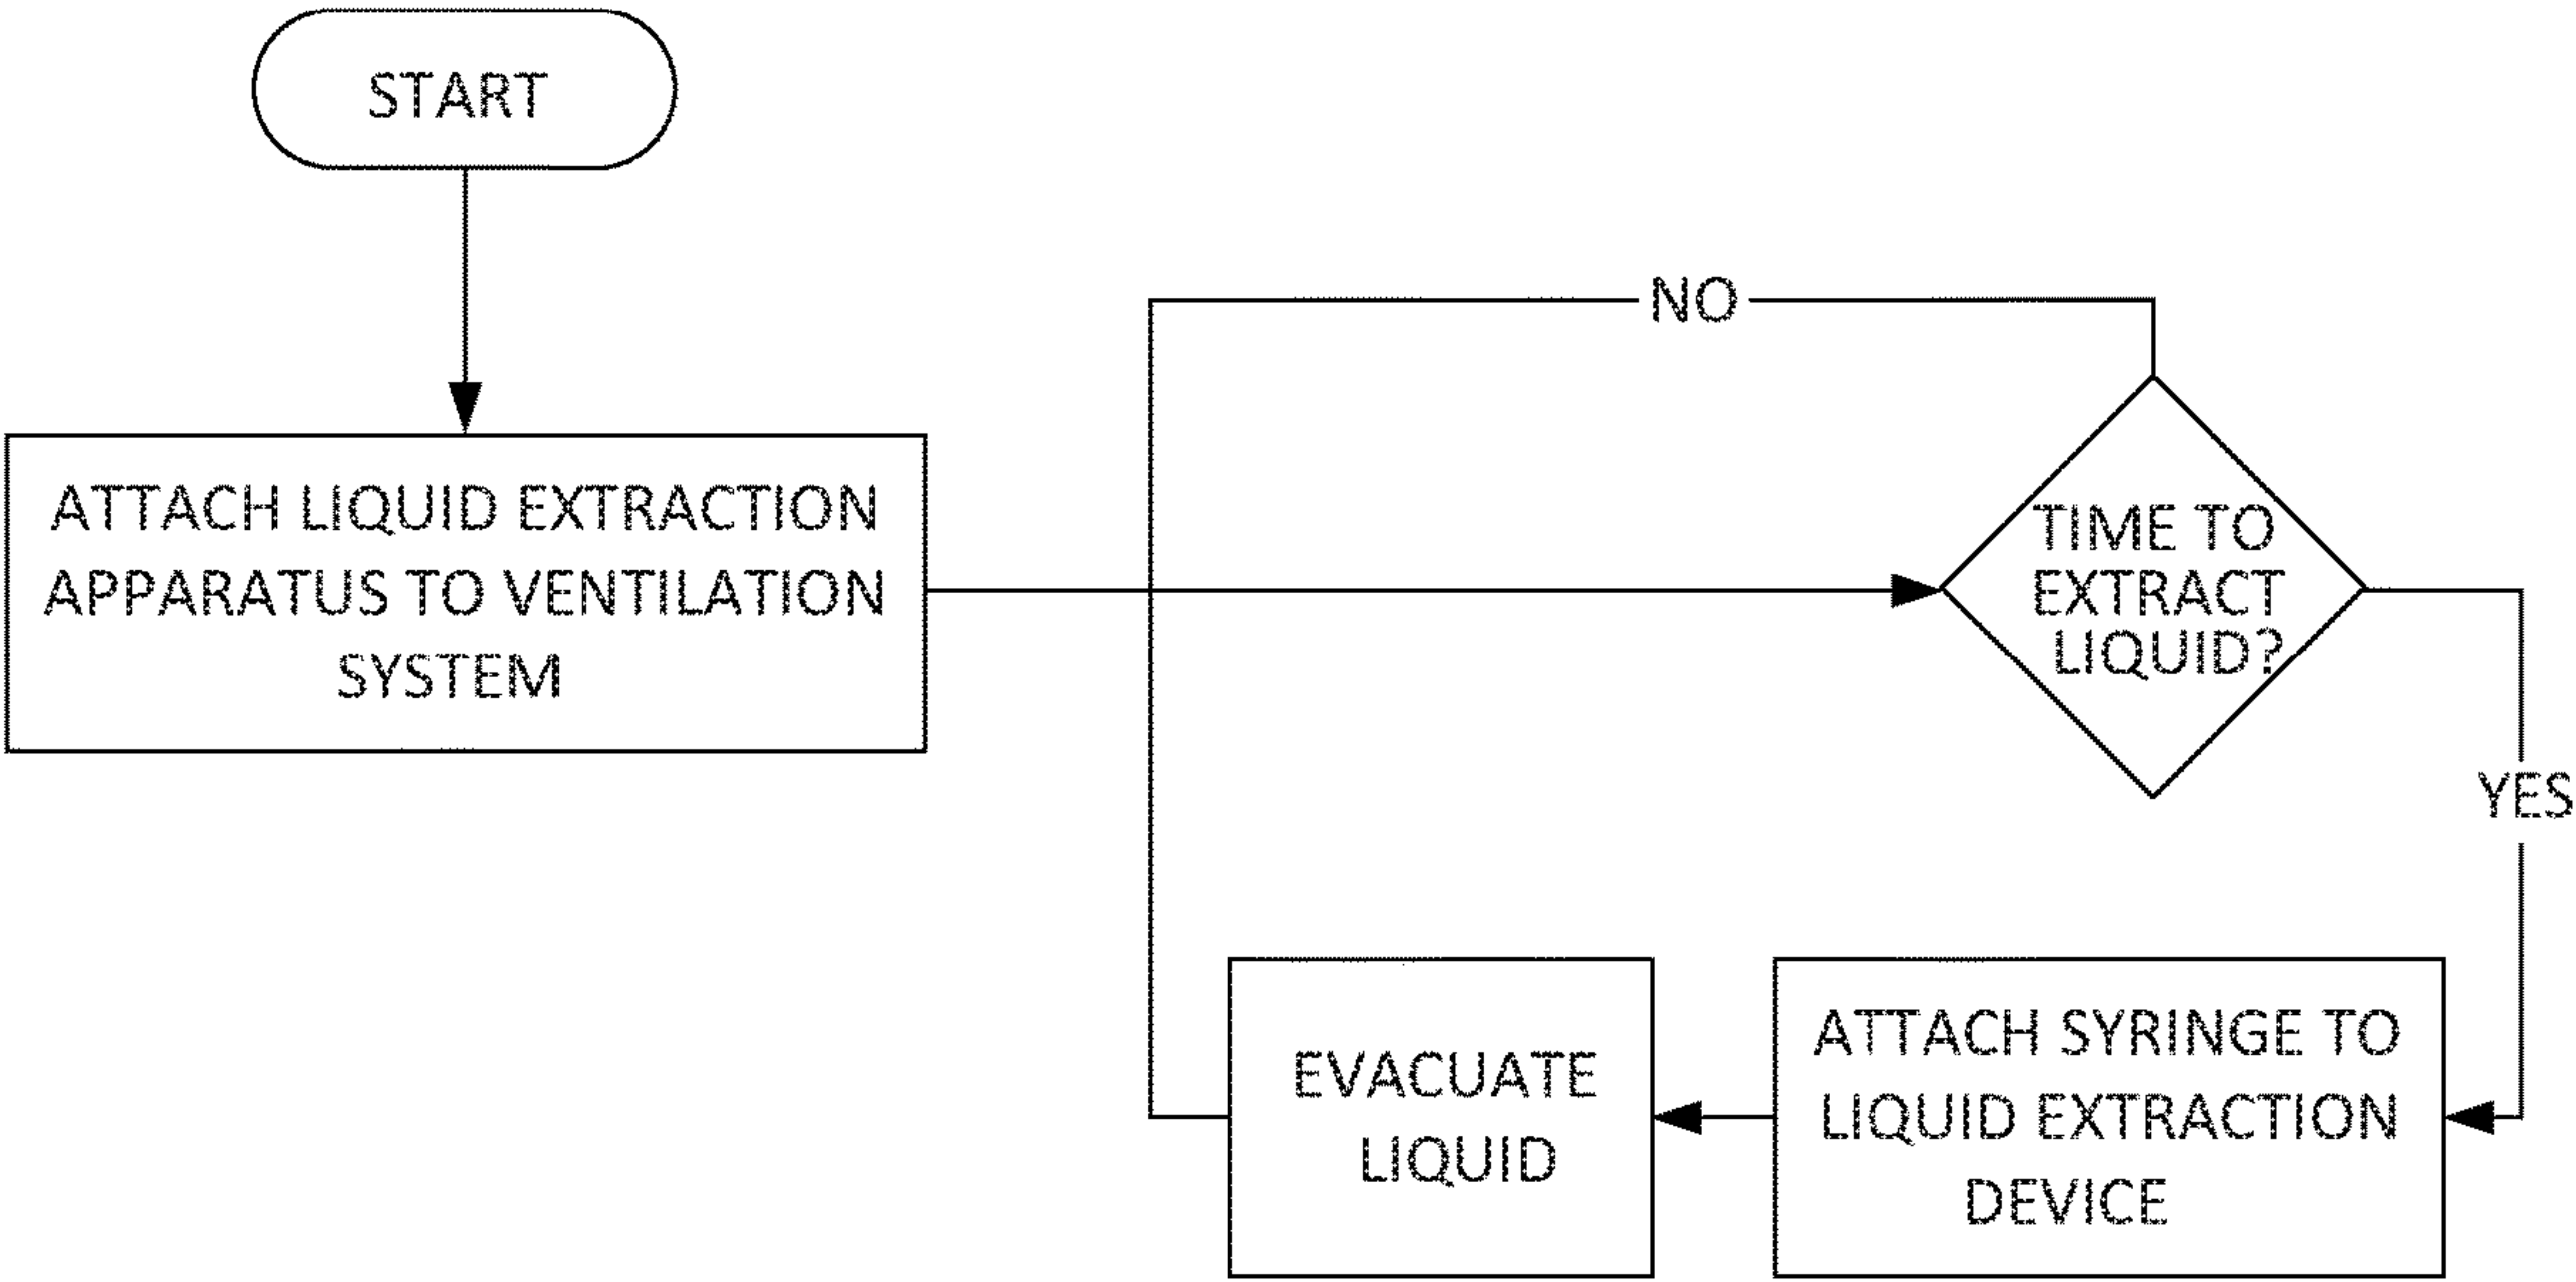 START
ATTACH LIQUID EXTRACTION
APPARATUS TO VENTILATION
SYSTEM
NO
TIME TO
EXTRACT
LIQUID?
YES
ATTACH SYRINGE TO
LIQUID EXTRACTION
DEVICE
EVACUATE
LIQUID